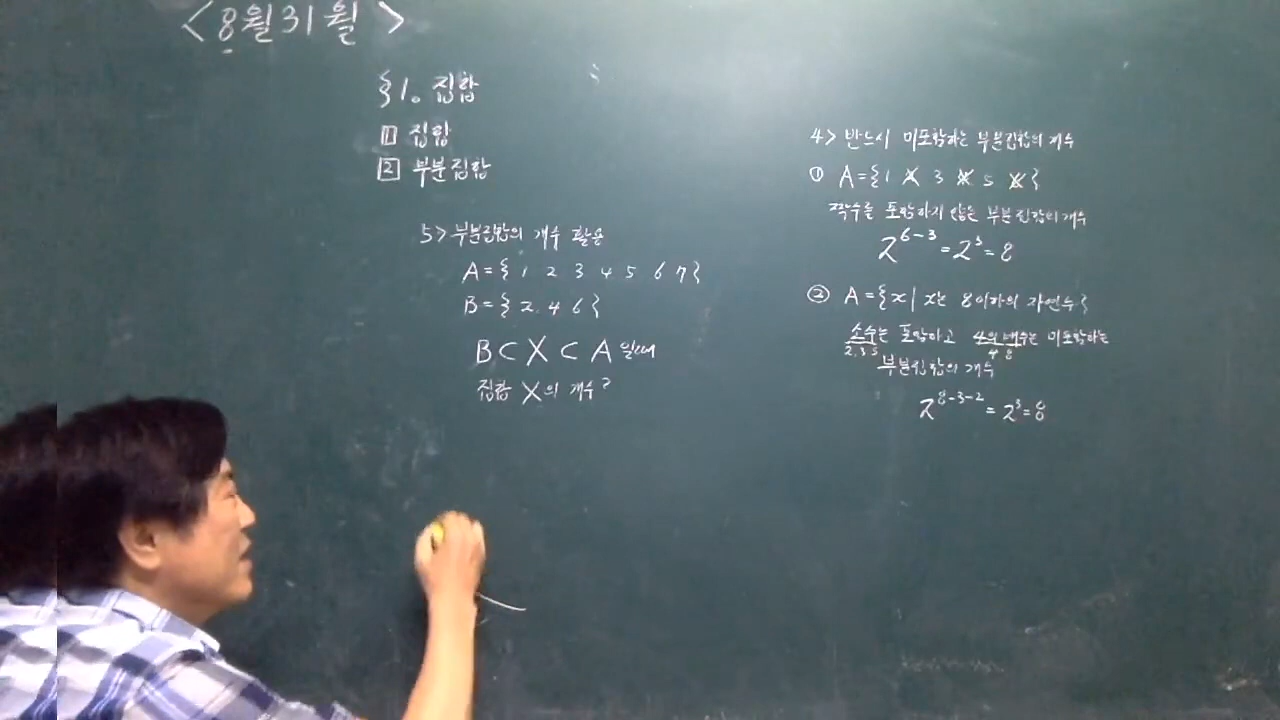 <8월31월>
§1. 집합
1 집합
2 부분집합
5> 부분집합의 개수 활용
A={ 1 2 3 4 5 6 7 }
B={ 2 4 6 }
B⊂X⊂A 일때
집합 X의 개수?
4> 반드시 미포함하는 부분집합의 개수
① A={1 2 3 4 5 6}
짝수를 포함하지 않은 부분집합의 개수
2^{6-3}=2^3=8
② A={x| x는 8이하의 자연수}
소수는 포함하고 4의 배수는 미포함하는
2.3 5 4 8
부분집합의 개수
2^{8-3-2}=2^3=8